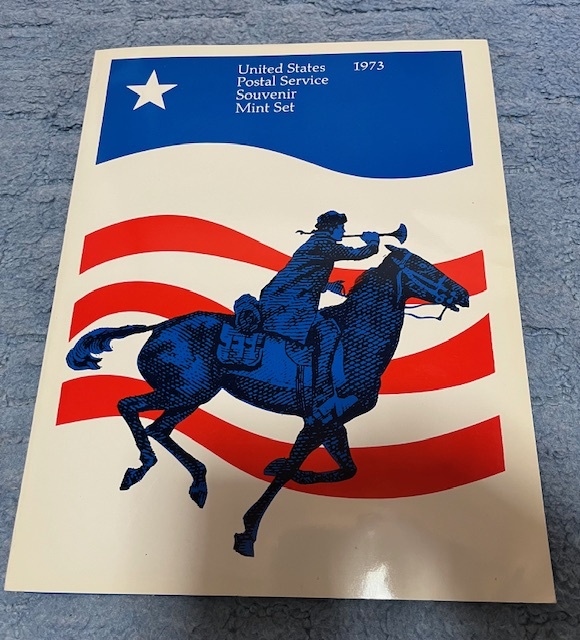 United States 1973
Postal Service
Souvenir
Mint Set